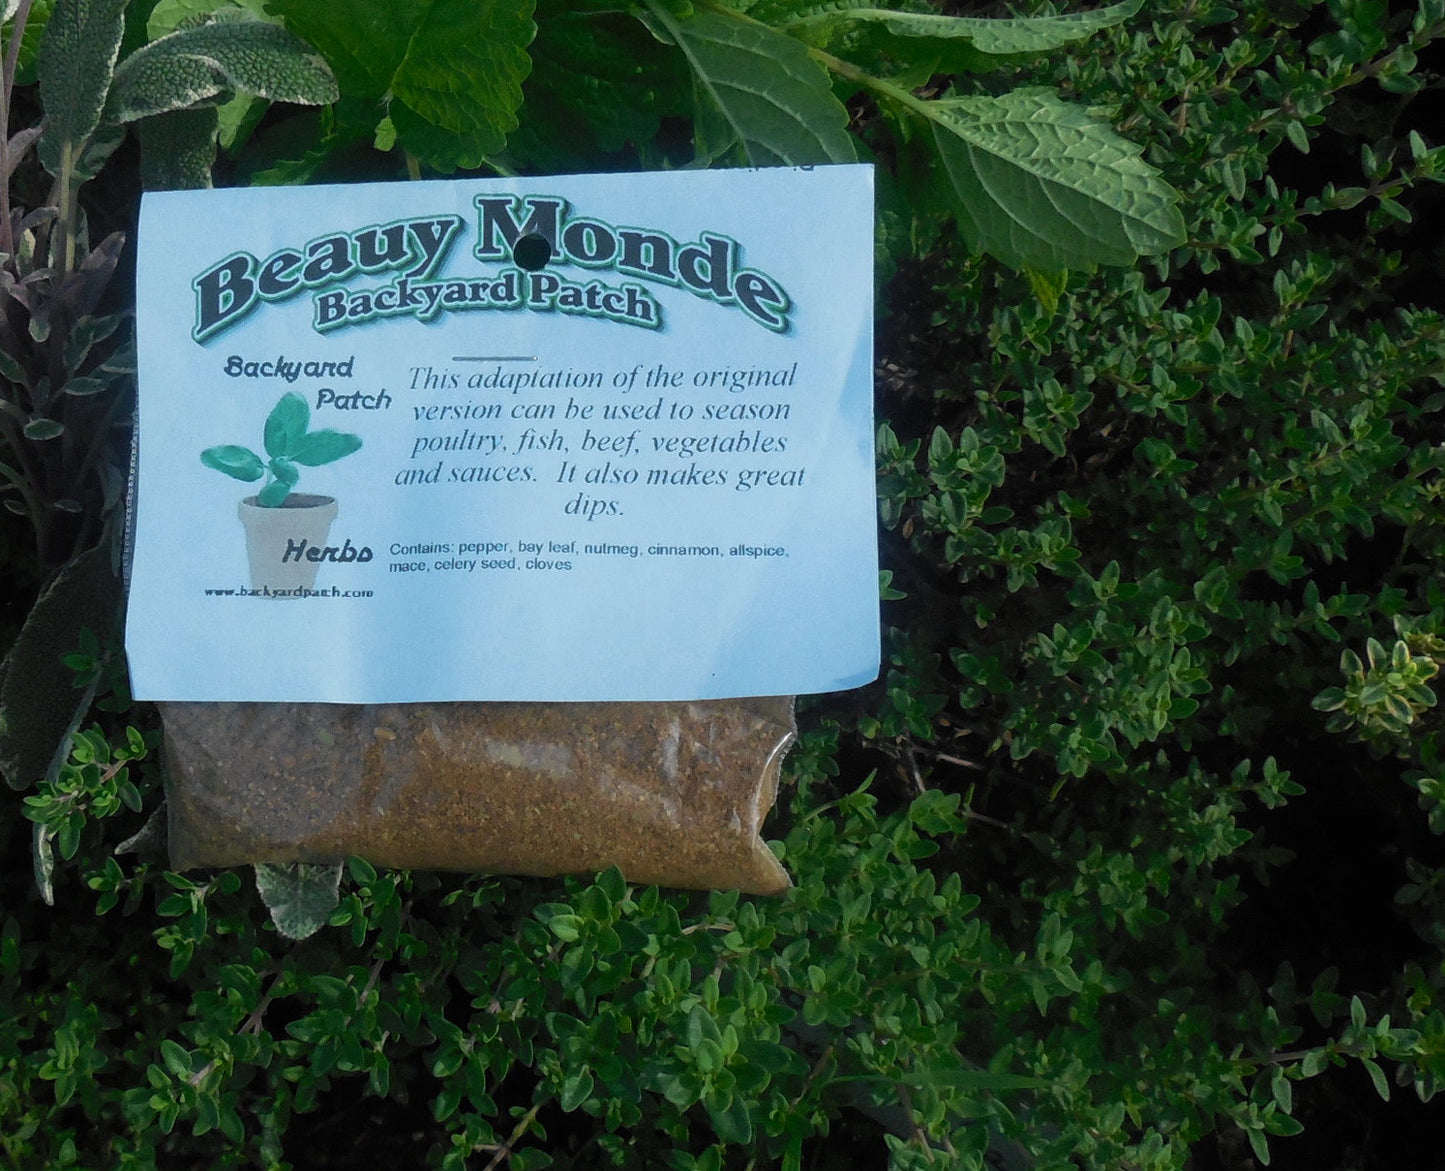 Beauy Monde
Backyard Patch
Backyard
Patch
This adaptation of the original
version can be used to season
poultry, fish, beef, vegetables
and sauces. It also makes great
dips.
Herbs
Contains: pepper, bay leaf, nutmeg, cinnamon, allspice,
mace, celery seed, cloves
www.backyardpatch.com